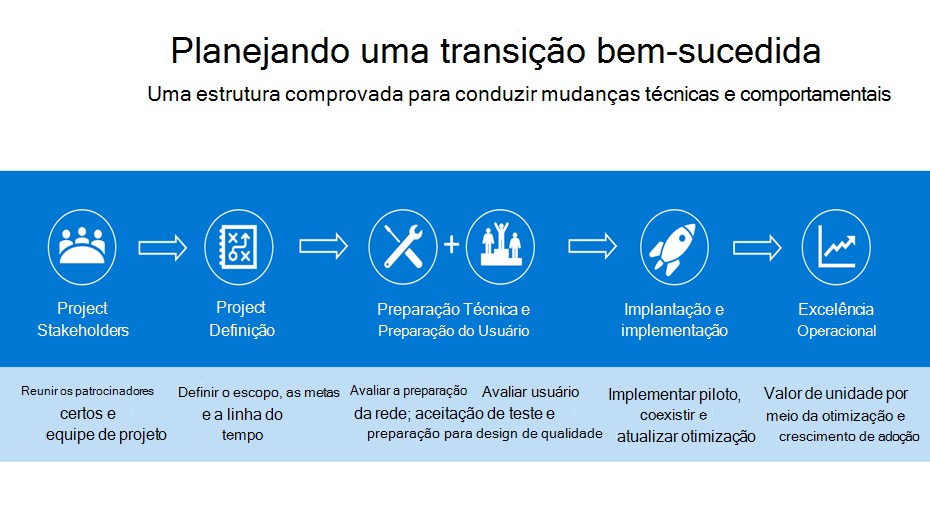 Planejando uma transição bem-sucedida
Uma estrutura comprovada para conduzir mudanças técnicas e comportamentais
Project
Stakeholders
Project
Definição
Preparação Técnica e
Preparação do Usuário
Implantação e
implementação
Excelência
Operacional
Reunir os patrocinadores
certos e
equipe de projeto
Definir o escopo, as metas
e a linha do
tempo
Avaliar a preparação Avaliar usuário
da rede; aceitação de teste e
preparação para design de qualidade
Implementar piloto,
coexistir e
atualizar otimização
Valor de unidade por
meio da otimização e
crescimento de adoção